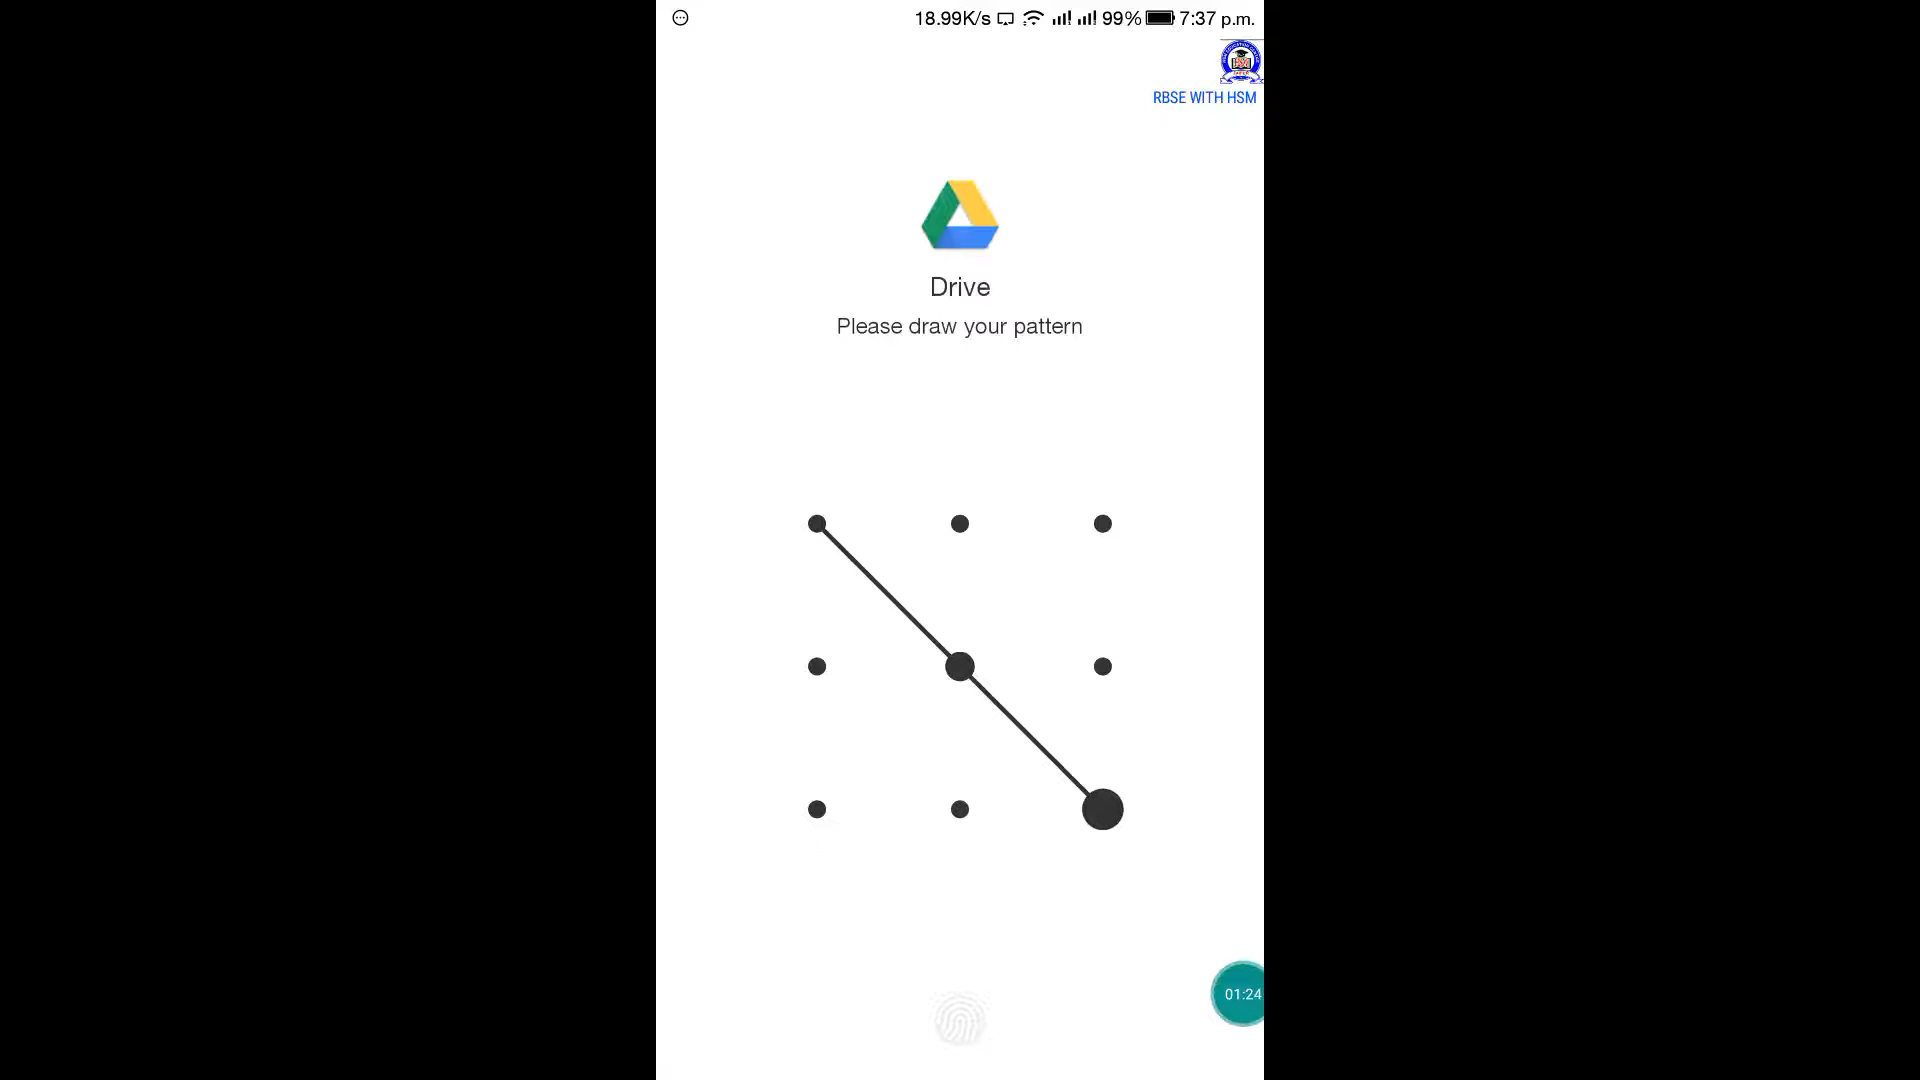 18.99K/s 99% 7:37 p.m.
RBSE WITH HSM
Drive
Please draw your pattern
01:24